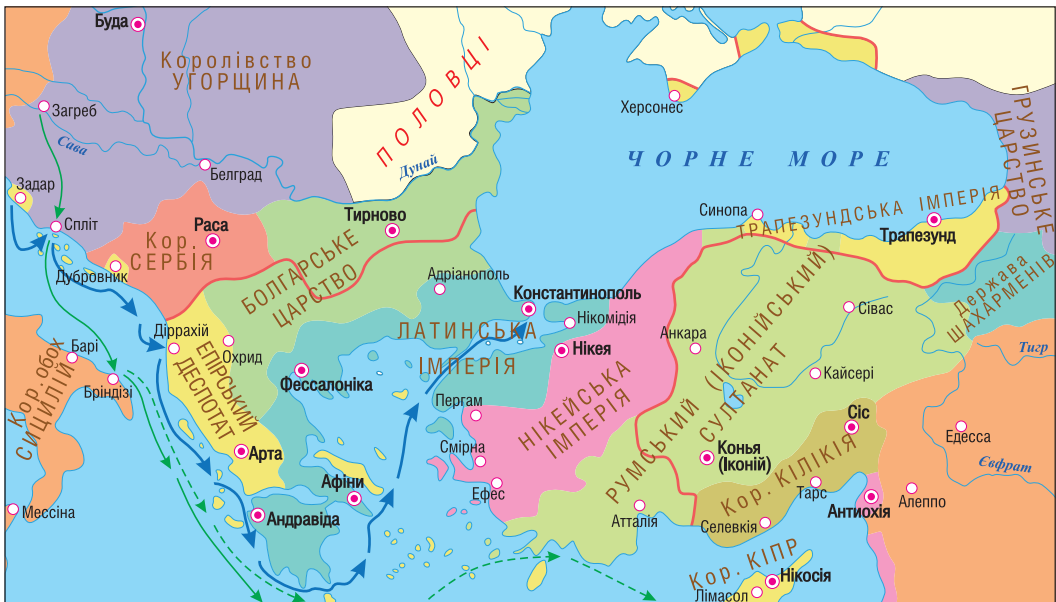 Буда
Королівство
УГОРЩИНА
ПОЛОВЦІ
Херсонес
ГРУЗИНСЬКЕ
ЦАРСТВО
Загреб
Сава
Дунай
ЧОРНЕ МОРЕ
Белград
Задар
Спліт
Раса
Кор.
СЕРБІЯ
Тирново
БОЛГАРСЬКЕ
ЦАРСТВО
Синопа
ТРАПЕЗУНДСЬКА ІМПЕРІЯ
Трапезунд
Дубровник
Адріанополь
Константинополь
Нікомідія
Держава
ШАХАРМЕНІВ
Сівас
Діррахій
Охрид
ЛАТИНСЬКА
ІМПЕРІЯ
Нікея
Анкара
Тигр
Барі
Кор. обох
СИЦИЛІЙ
Бріндізі
ЕПІРСЬКИЙ
ДЕСПОТАТ
Фессалоніка
Кайсері
Пергам
НІКЕЙСЬКА
ІМПЕРІЯ
РУМСЬКИЙ (ІКОНІЙСЬКИЙ)
СУЛТАНАТ
Сіс
Едесса
Арта
Смірна
Конья
(Іконій)
Євфрат
Афіни
Ефес
Кор. КІЛІКІЯ
Тарс
Алеппо
Мессіна
Андравіда
Атталія
Селевкія
Антиохія
Кор. КІПР
Нікосія
Лімасол